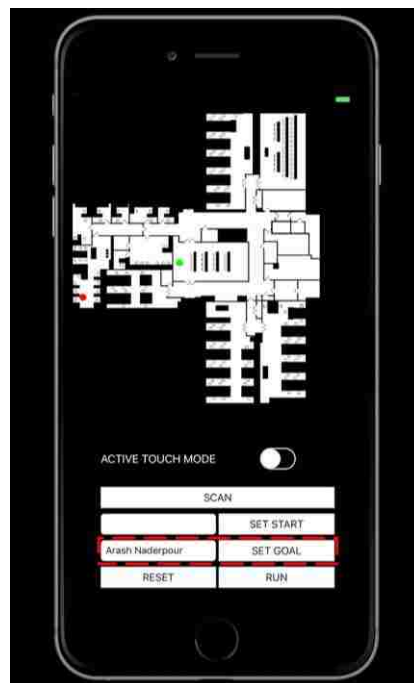 ACTIVE TOUCH MODE
SCAN
SET START
Arash Naderpour SET GOAL
RESET RUN